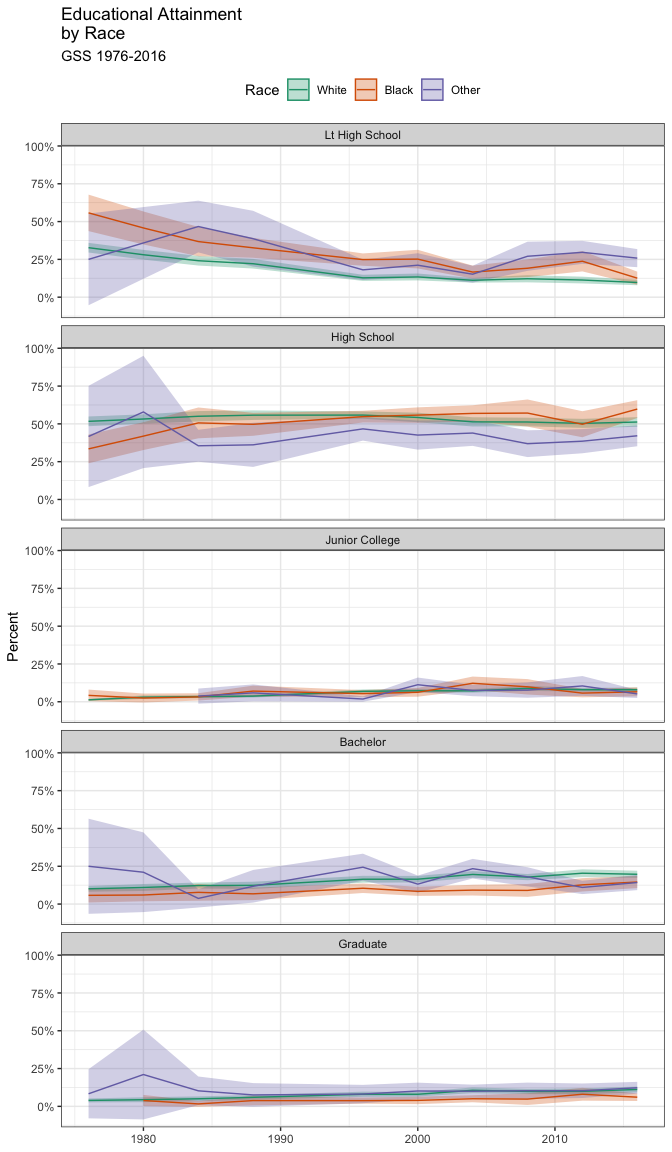 Educational Attainment
by Race
GSS 1976-2016
Race White Black Other
Lt High School
100%
75%
50%
25%
0%
High School
100%
75%
50%
25%
0%
Junior College
100%
75%
50%
25%
0%
Percent
Bachelor
100%
75%
50%
25%
0%
Graduate
100%
75%
50%
25%
0%
1980 1990 2000 2010